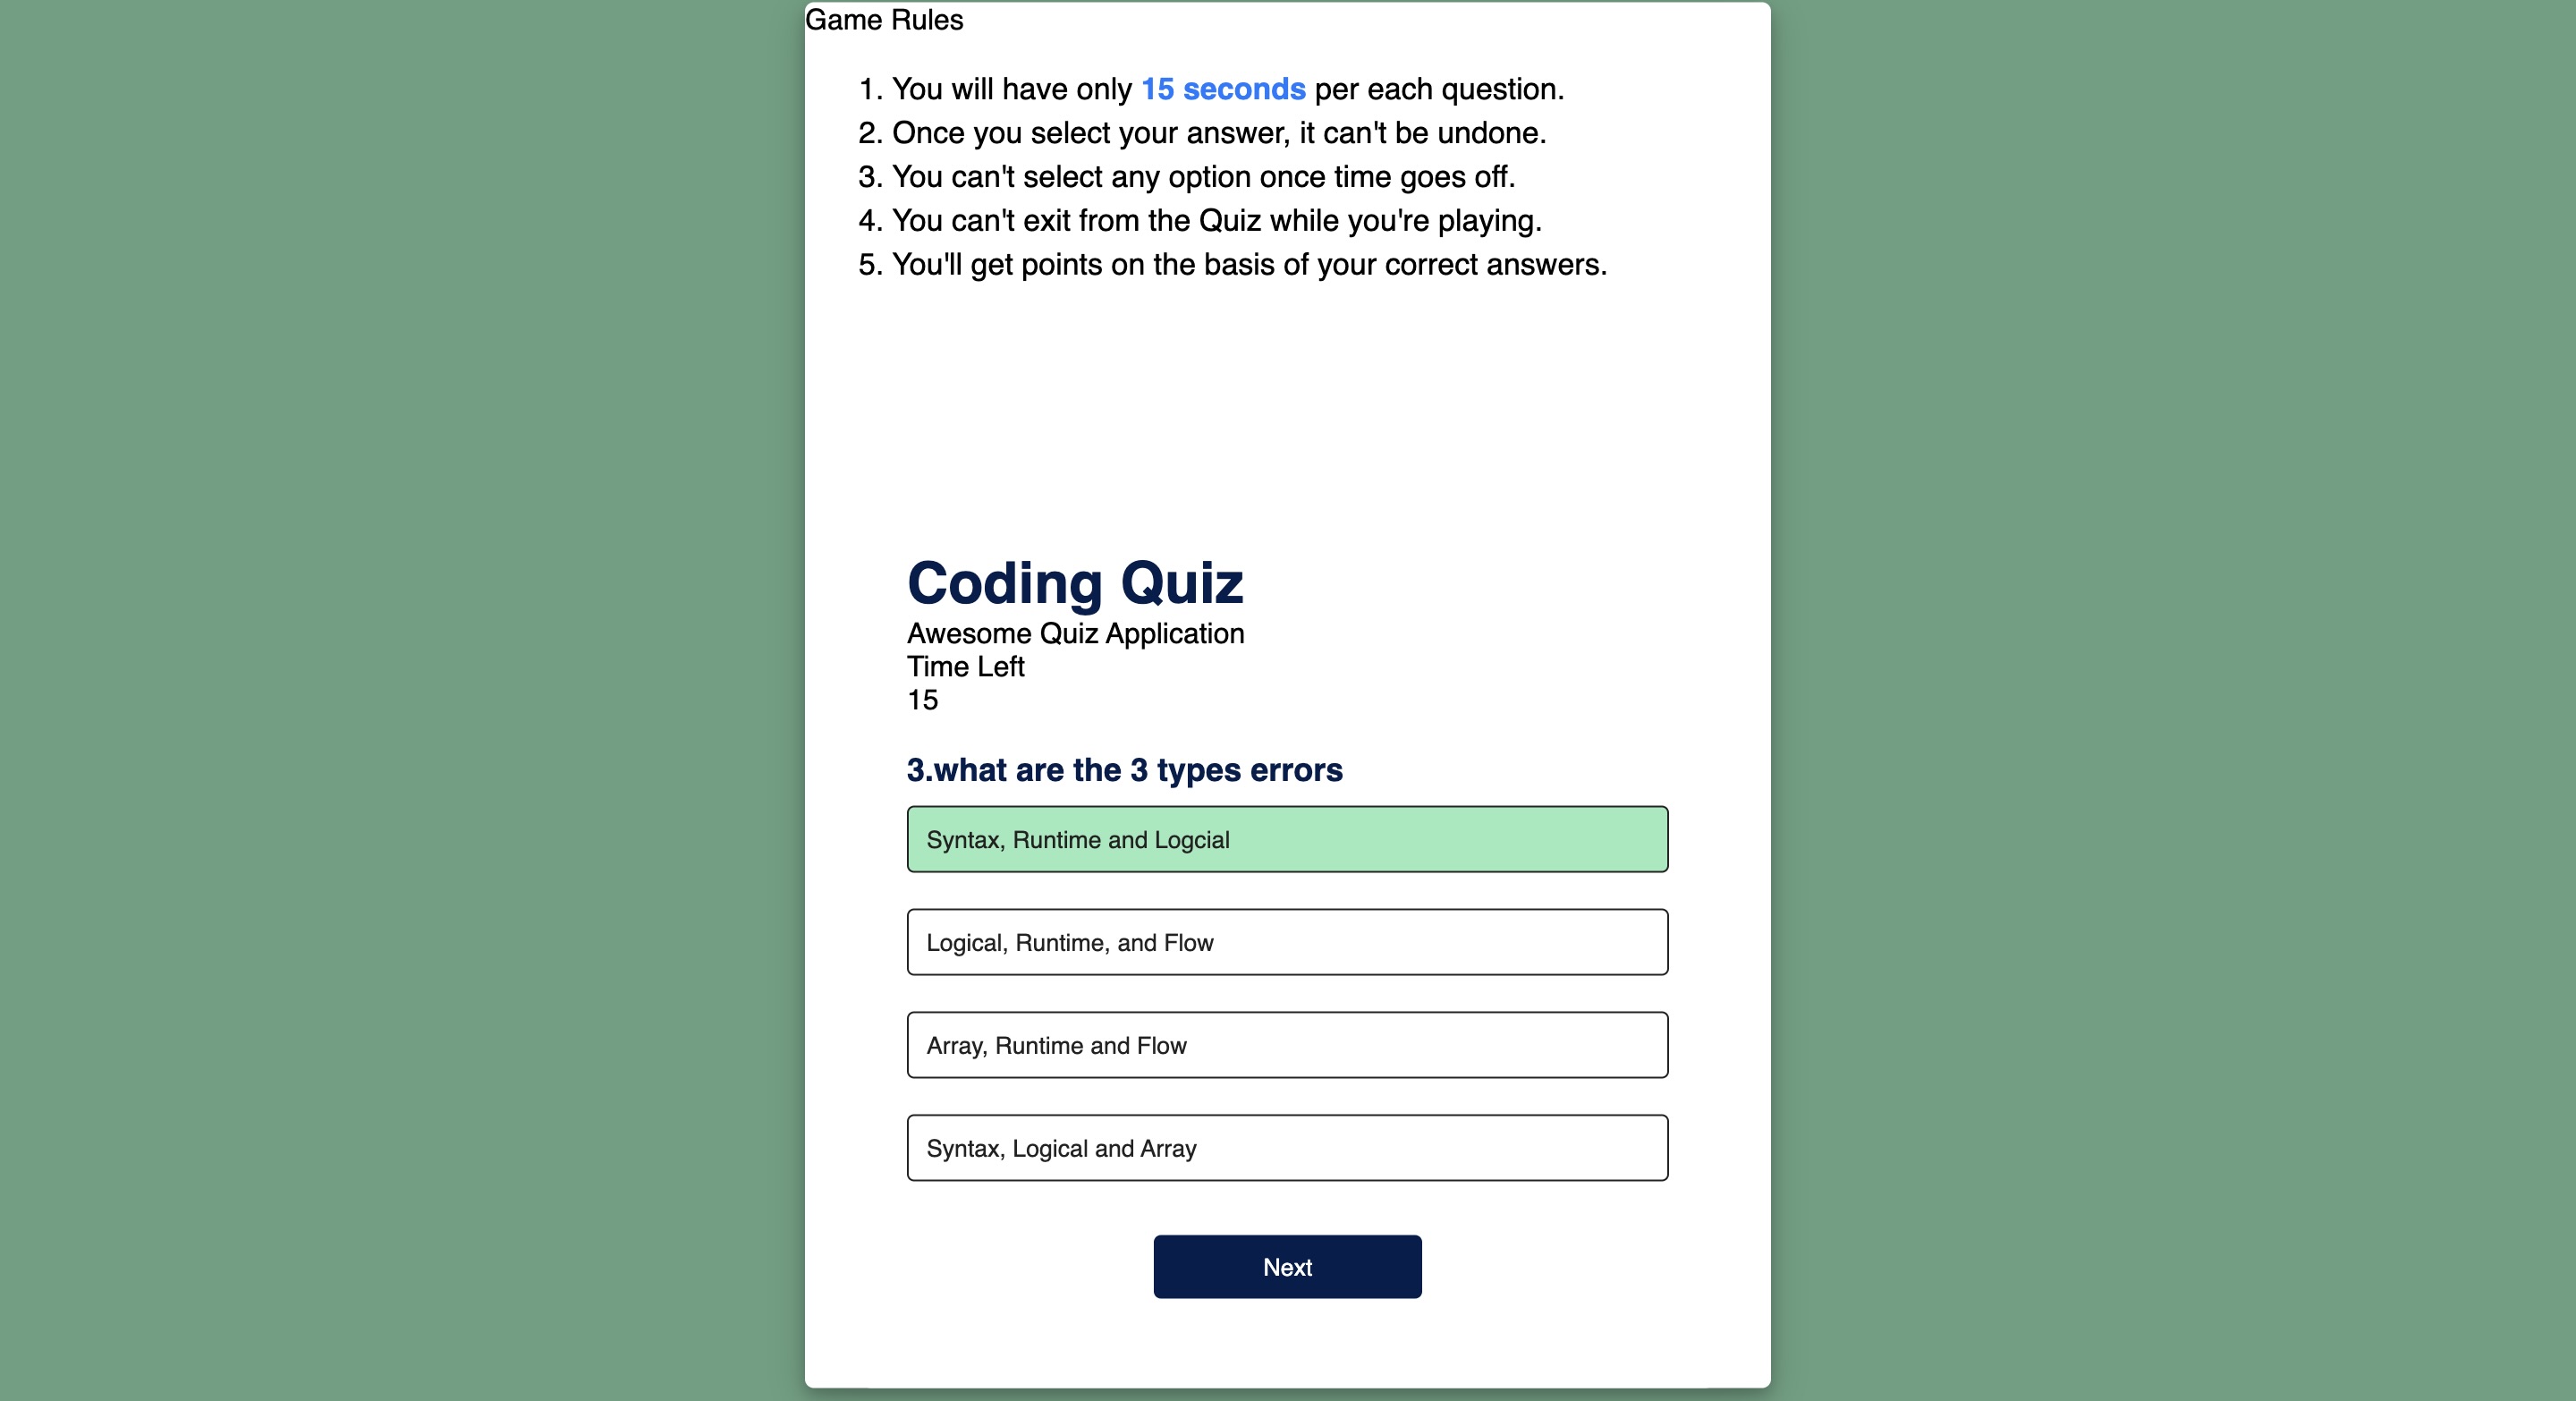 Game Rules
1. You will have only 15 seconds per each question.
2. Once you select your answer, it can't be undone.
3. You can't select any option once time goes off.
4. You can't exit from the Quiz while you're playing.
5. You'll get points on the basis of your correct answers.
Coding Quiz
Awesome Quiz Application
Time Left
15
3.what are the 3 types errors
Syntax, Runtime and Logcial
Logical, Runtime, and Flow
Array, Runtime and Flow
Syntax, Logical and Array
Next